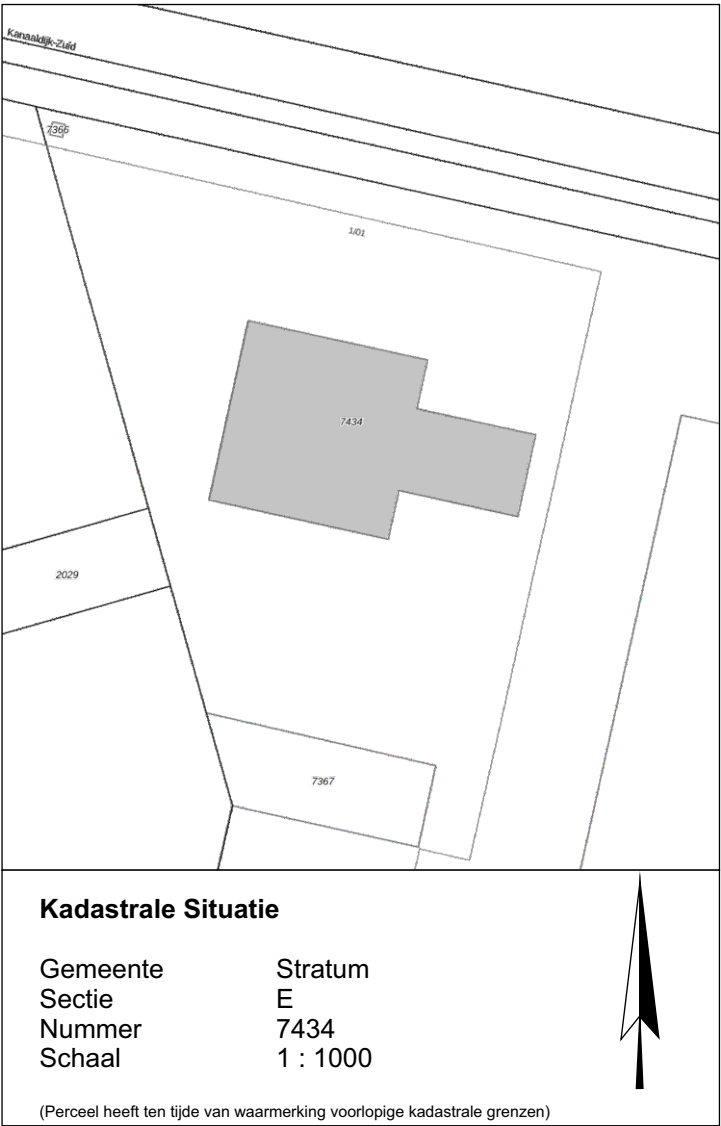 Kanaaldijk-Zuid
7366
1/01
7434
2029
7367
Kadastrale Situatie
Gemeente Stratum
Sectie E
Nummer 7434
Schaal 1 : 1000
(Perceel heeft ten tijde van waarmerking voorlopige kadastrale grenzen)